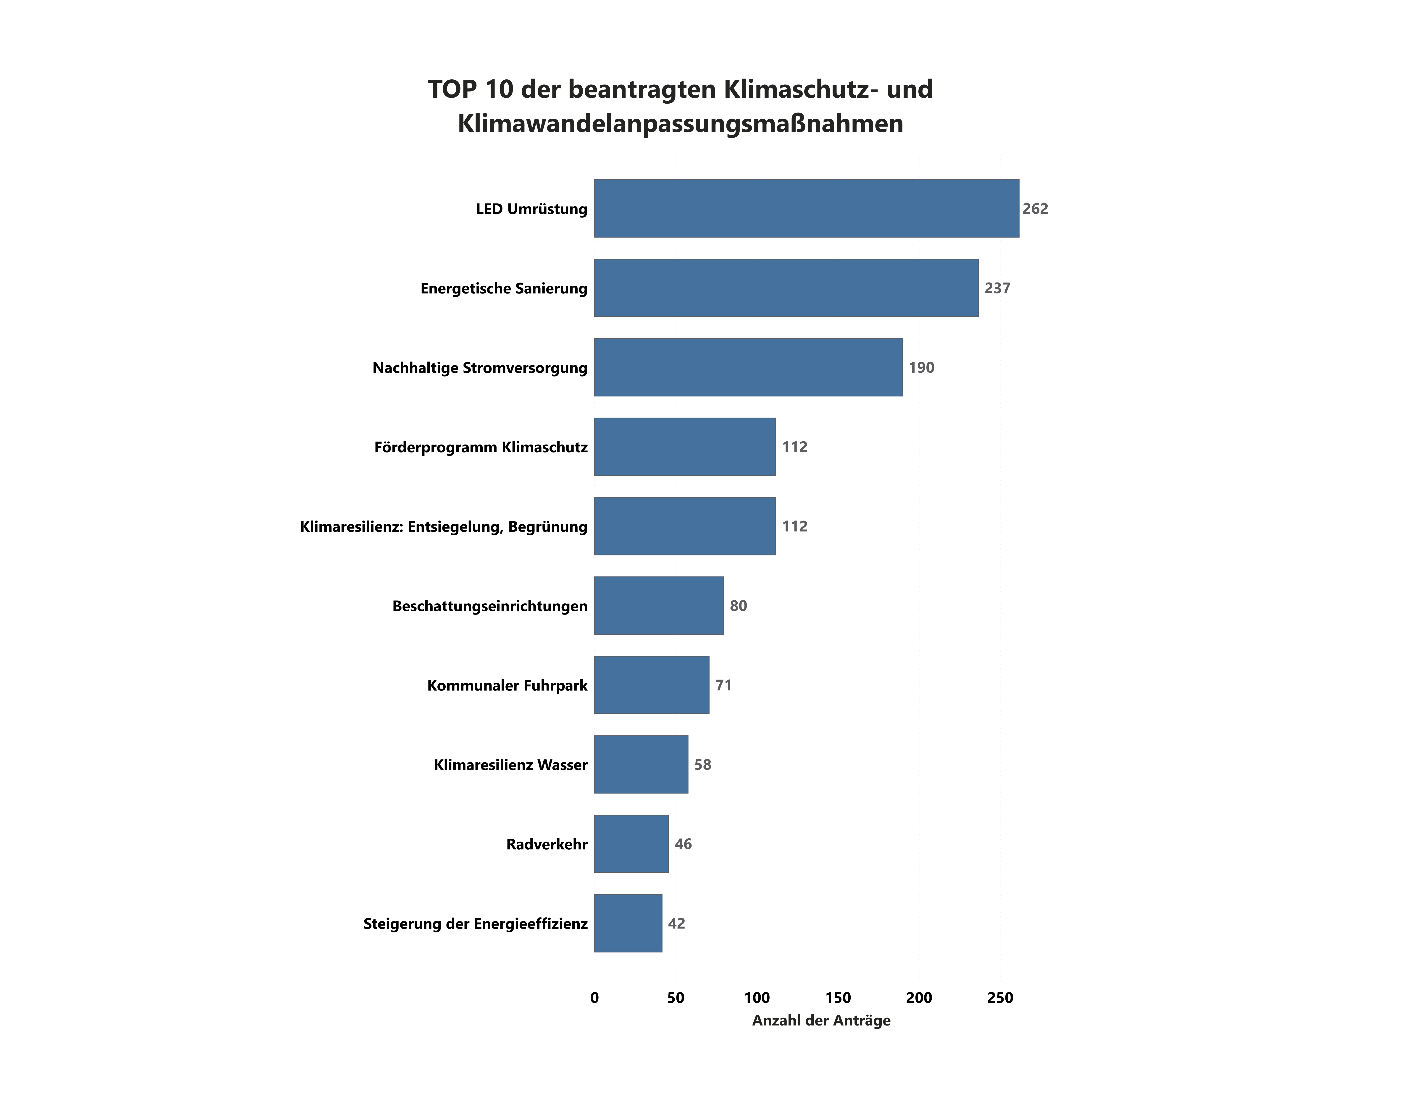 TOP 10 der beantragten Klimaschutz- und
Klimawandelanpassungsmaßnahmen
LED Umrüstung 262
Energetische Sanierung 237
Nachhaltige Stromversorgung 190
Förderprogramm Klimaschutz 112
Klimaresilienz: Entsiegelung, Begrünung 112
Beschattungseinrichtungen 80
Kommunaler Fuhrpark 71
Klimaresilienz Wasser 58
Radverkehr 46
Steigerung der Energieeffizienz 42
0 50 100 150 200 250
Anzahl der Anträge